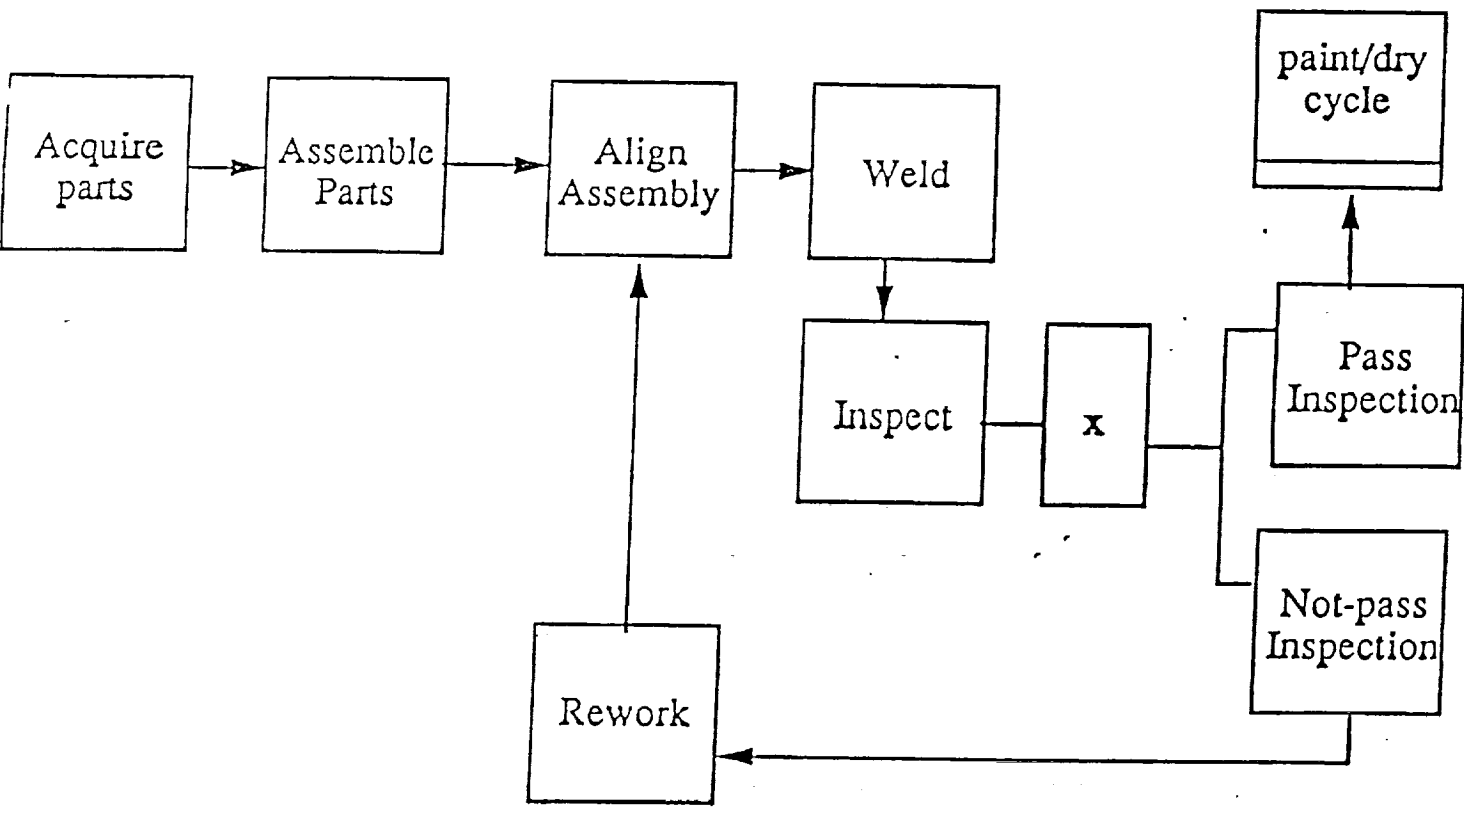 Acquire
parts
Assemble
Parts
Align
Assembly
Weld
paint/dry
cycle
Inspect
x
Pass
Inspection
Not-pass
Inspection
Rework